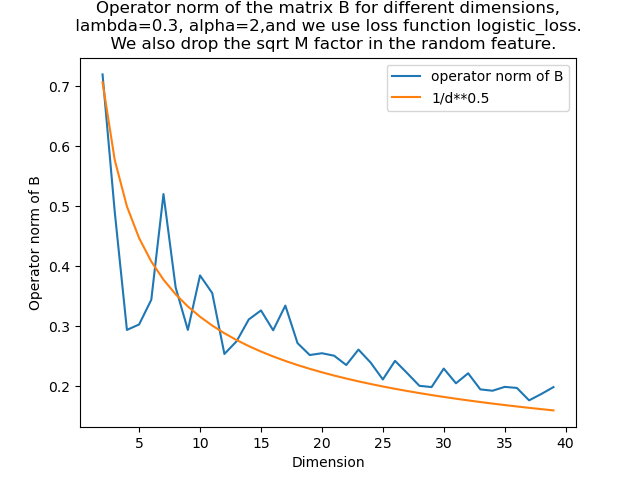 Operator norm of the matrix B for different dimensions,
lambda=0.3, alpha=2,and we use loss function logistic_loss.
We also drop the sqrt M factor in the random feature.
operator norm of B
1/d**0.5
0.7
0.6
0.5
0.4
0.3
0.2
Operator norm of B
5 10 15 20 25 30 35 40
Dimension